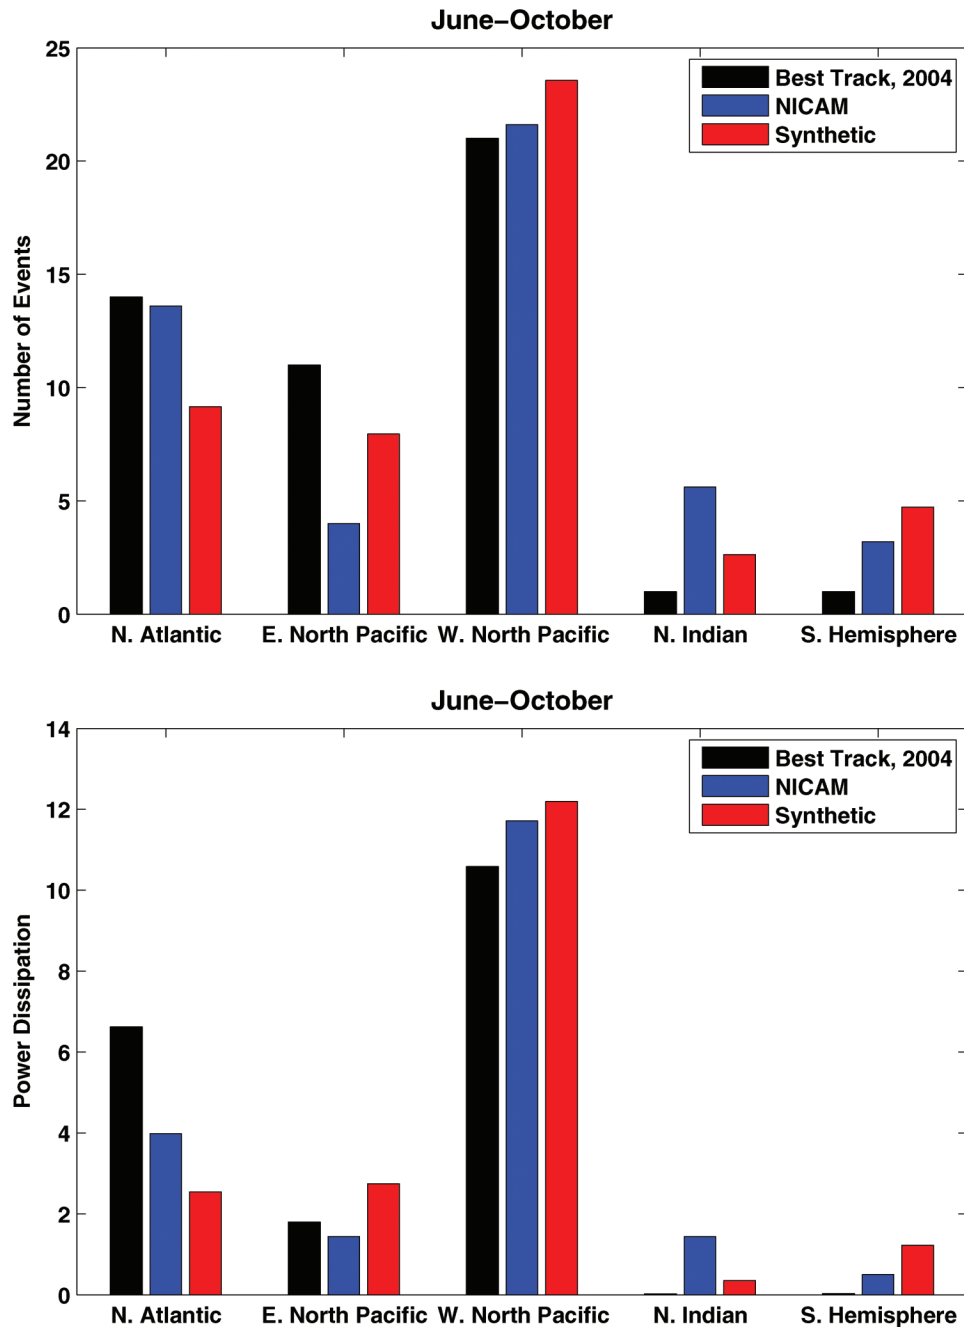 June–October
25
20
15
10
5
0
Number of Events
Best Track, 2004
NICAM
Synthetic
N. Atlantic E. North Pacific W. North Pacific N. Indian S. Hemisphere
June–October
14
12
10
8
6
4
2
0
Power Dissipation
Best Track, 2004
NICAM
Synthetic
N. Atlantic E. North Pacific W. North Pacific N. Indian S. Hemisphere